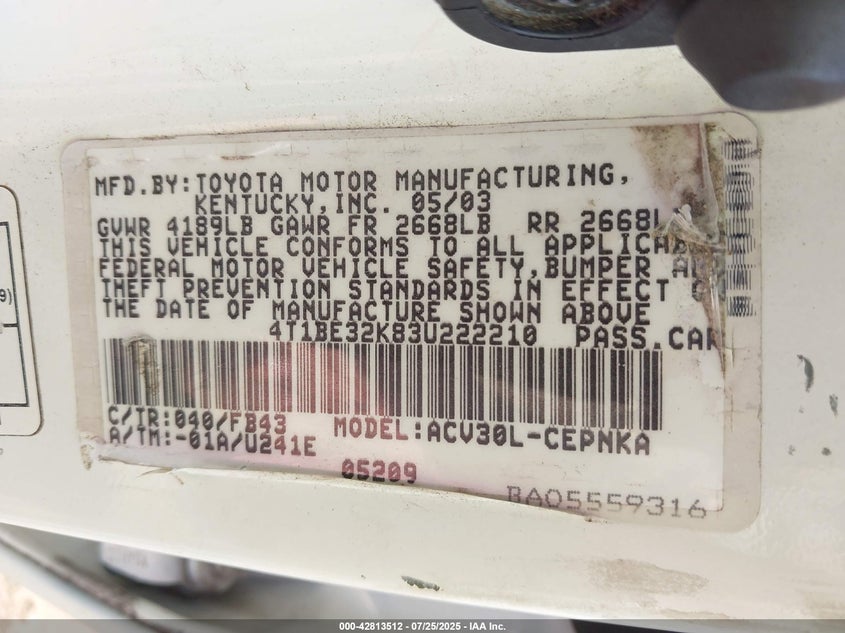 MFD.BY:TOYOTA MOTOR MANUFACTURING,
KENTUCKY,INC. 05/03
GVWR 4189LB GAWR FR 2668LB RR 2668L
THIS VEHICLE CONFORMS TO ALL APPLICAB
FEDERAL MOTOR VEHICLE SAFETY,BUMPER A
THEFT PREVENTION STANDARDS IN EFFECT
THE DATE OF MANUFACTURE SHOWN ABOVE
4T1BE32K83U222210 PASS.CAR
C/TR:040/FB43 MODEL:ACV30L-CEPNKA
A/TM:-01A/U241E
05209
BA05559316
9)
000-42813512 - 07/25/2025 - IAA Inc.